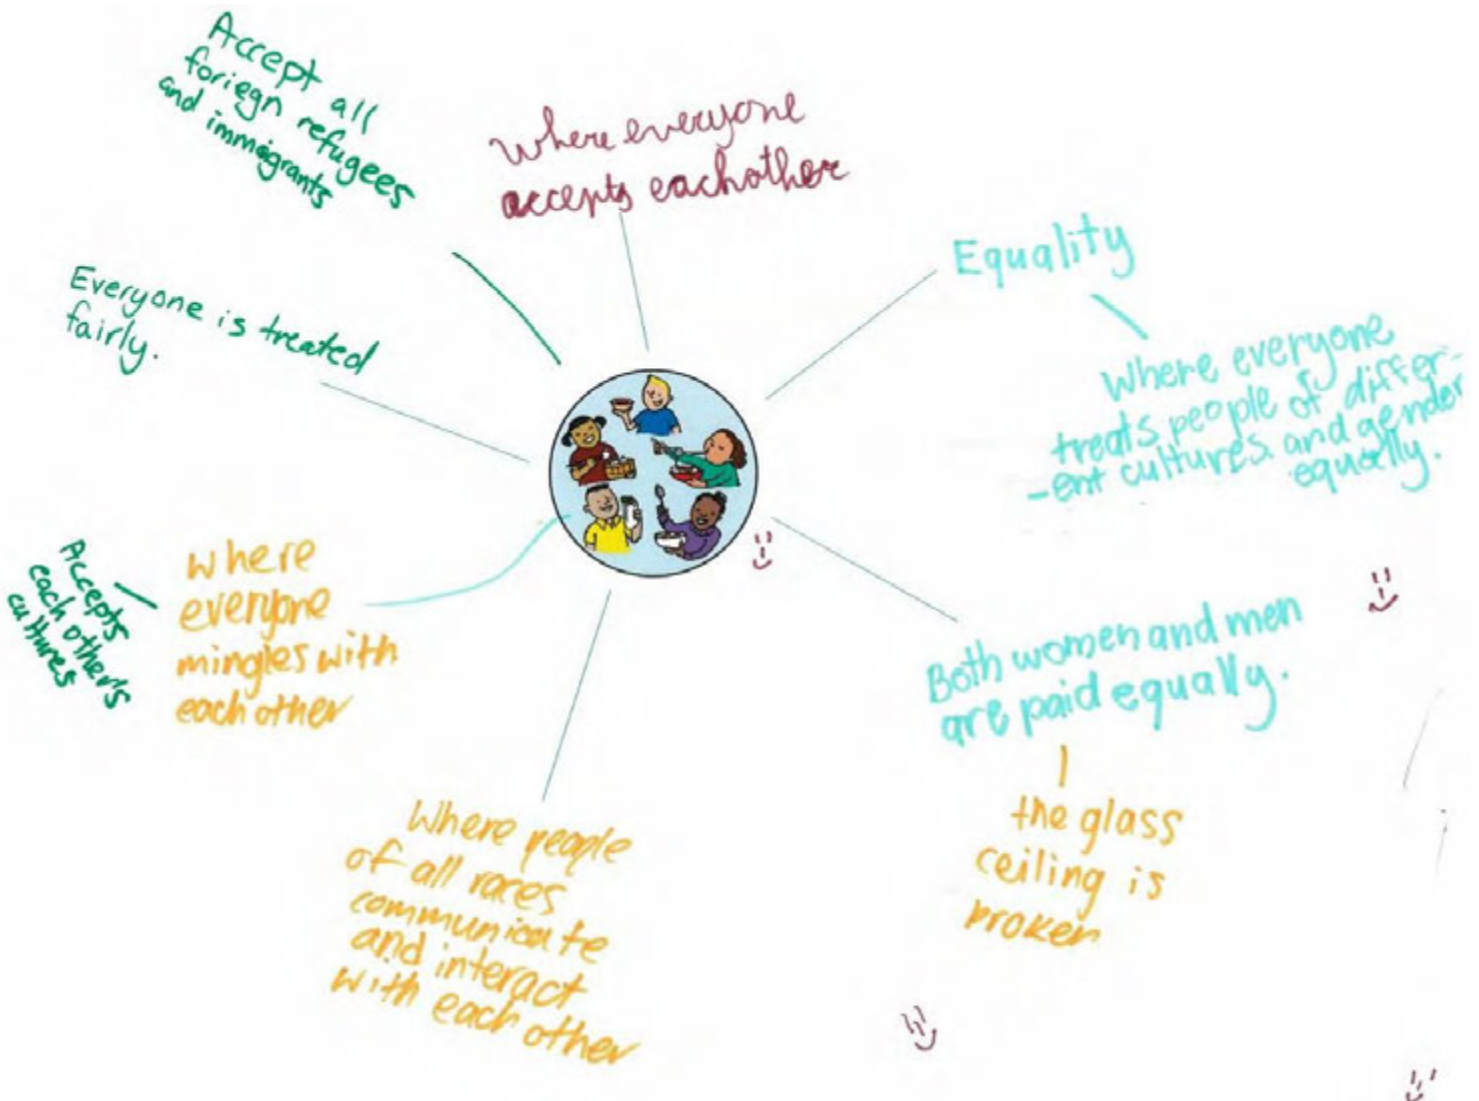 Accept all
foriegn refugees
and immigrants
where everyone
accepts eachother
Equality
Where everyone
treats people of differ-
-ent cultures and gender
equally.
Everyone is treated
fairly.
Accepts
each others
cultures
where
everyone
mingles with
each other
Both women and men
are paid equally.
the glass
ceiling is
broken
Where people
of all races
communicate
and interact
with each other